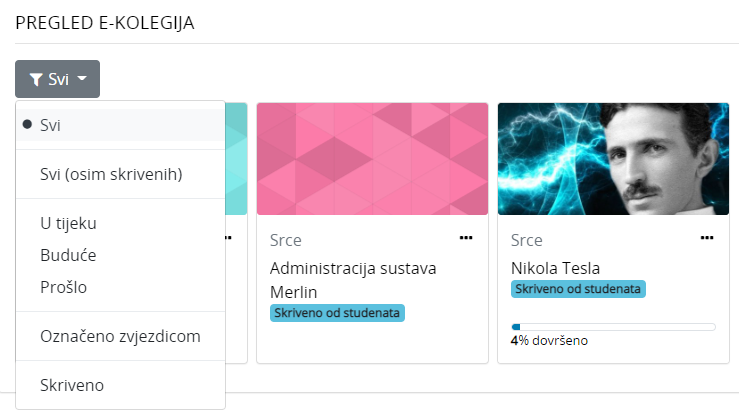 PREGLED E-KOLEGIJA
Svi
Svi
Svi (osim skrivenih)
U tijeku
Buduće
Prošlo
Označeno zvjezdicom
Skriveno
Srce
Administracija sustava
Merlin
Skriveno od studenata
Srce
Nikola Tesla
Skriveno od studenata
4% dovršeno